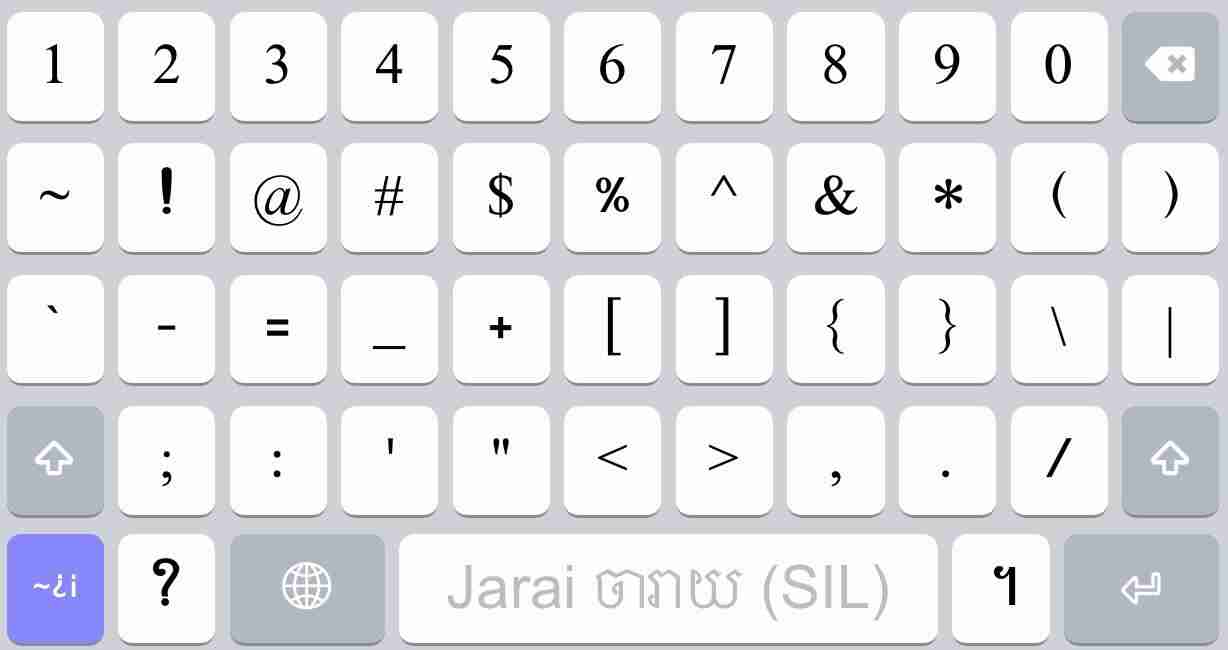 1 2 3 4 5 6 7 8 9 0
~ ! @ # $ % ^ & * ( )
` - = _ + [ ] { } \ |
; : ' " < > , . /
~¿¡ ? Jarai ចារាយ (SIL) ។